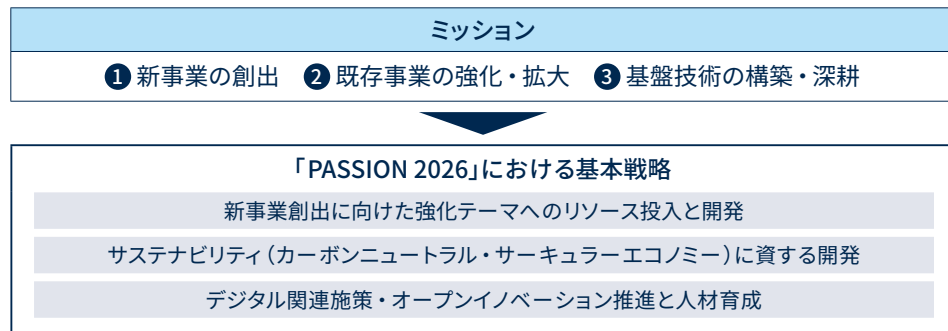 ミッション
❶ 新事業の創出 ❷ 既存事業の強化・拡大 ❸ 基盤技術の構築・深耕
「PASSION 2026」における基本戦略
新事業創出に向けた強化テーマへのリソース投入と開発
サステナビリティ（カーボンニュートラル・サーキュラーエコノミー）に資する開発
デジタル関連施策・オープンイノベーション推進と人材育成